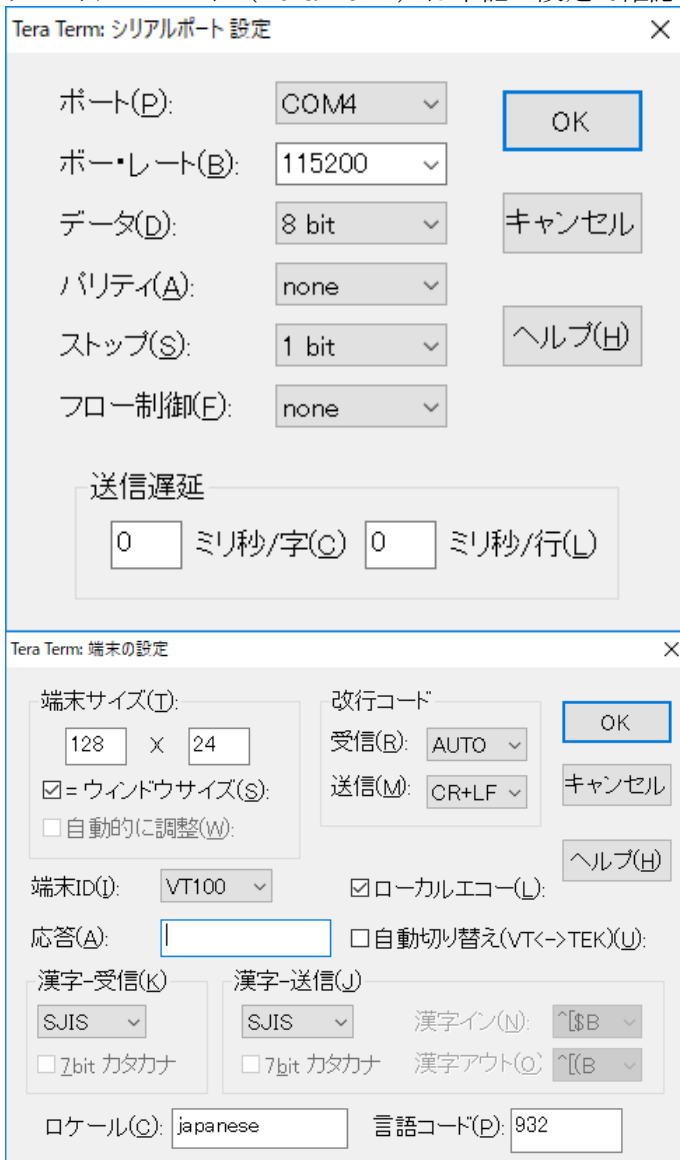 Tera Term: シリアルポート 設定
ポート(P): COM4 OK
ボー・レート(B): 115200
データ(D): 8 bit キャンセル
パリティ(A): none
ストップ(S): 1 bit ヘルプ(H)
フロー制御(F): none
送信遅延
0 ミリ秒/字(C) 0 ミリ秒/行(L)
Tera Term: 端末の設定
端末サイズ(T): 改行コード OK
128 X 24 受信(R): AUTO
=ウィンドウサイズ(S): 送信(M): CR+LF キャンセル
自動的に調整(W):
ヘルプ(H)
端末ID(I): VT100 ローカルエコー(L):
応答(A): 自動切り替え(VT<->TEK)(U):
漢字-受信(K) 漢字-送信(J)
SJIS SJIS 漢字イン(N): ^[$B
7bit カタカナ 7bit カタカナ 漢字アウト(O) ^[(B
ロケール(C): japanese 言語コード(P): 932